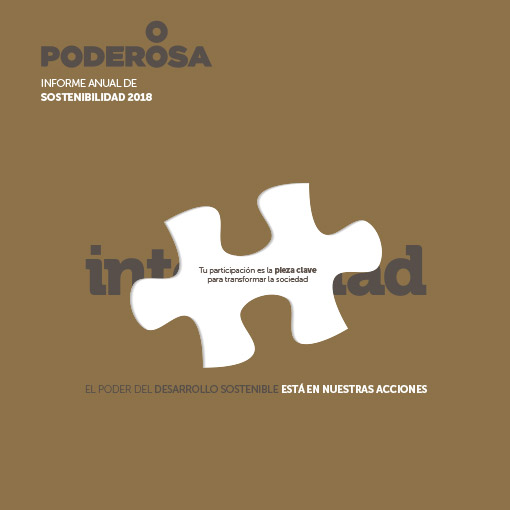 PODEROSA
INFORME ANUAL DE
SOSTENIBILIDAD 2018
Tu participación es la pieza clave
para transformar la sociedad
EL PODER DEL DESARROLLO SOSTENIBLE ESTÁ EN NUESTRAS ACCIONES